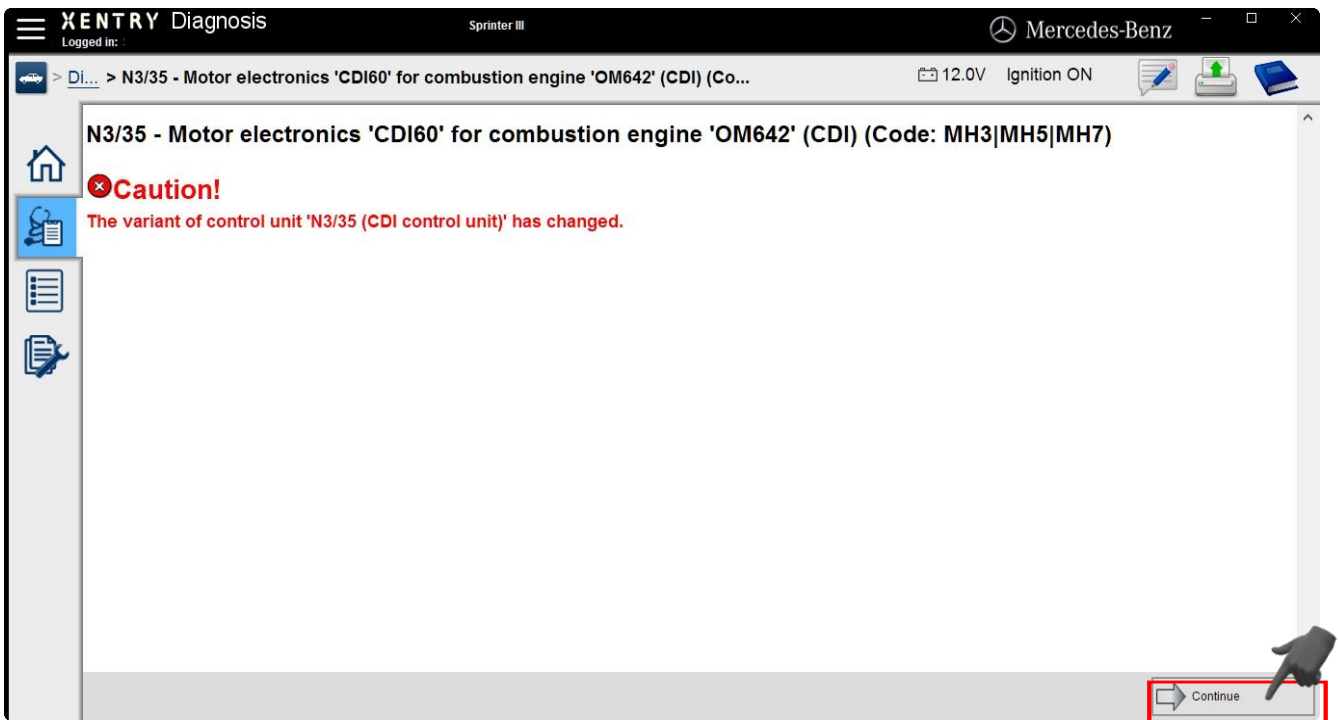 XENTRY Diagnosis
Logged in: :
Sprinter III
Mercedes-Benz
> Di... > N3/35 - Motor electronics 'CDI60' for combustion engine 'OM642' (CDI) (Co...
12.0V Ignition ON
N3/35 - Motor electronics 'CDI60' for combustion engine 'OM642' (CDI) (Code: MH3|MH5|MH7)
Caution!
The variant of control unit 'N3/35 (CDI control unit)' has changed.
Continue